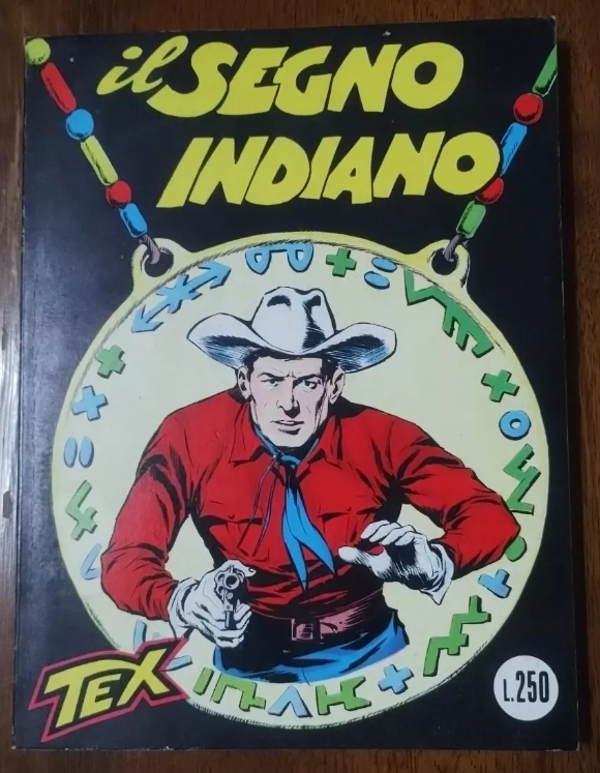 il SEGNO
INDIANO
TEX
L.250